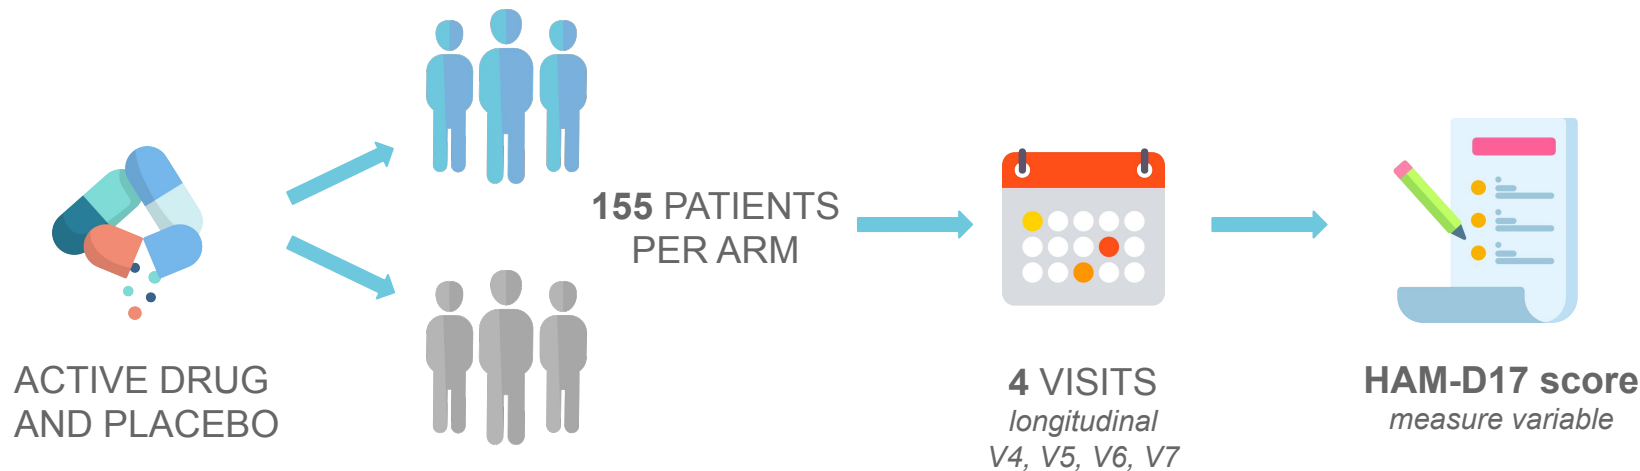 ACTIVE DRUG
AND PLACEBO
155 PATIENTS
PER ARM
4 VISITS
longitudinal
V4, V5, V6, V7
HAM-D17 score
measure variable